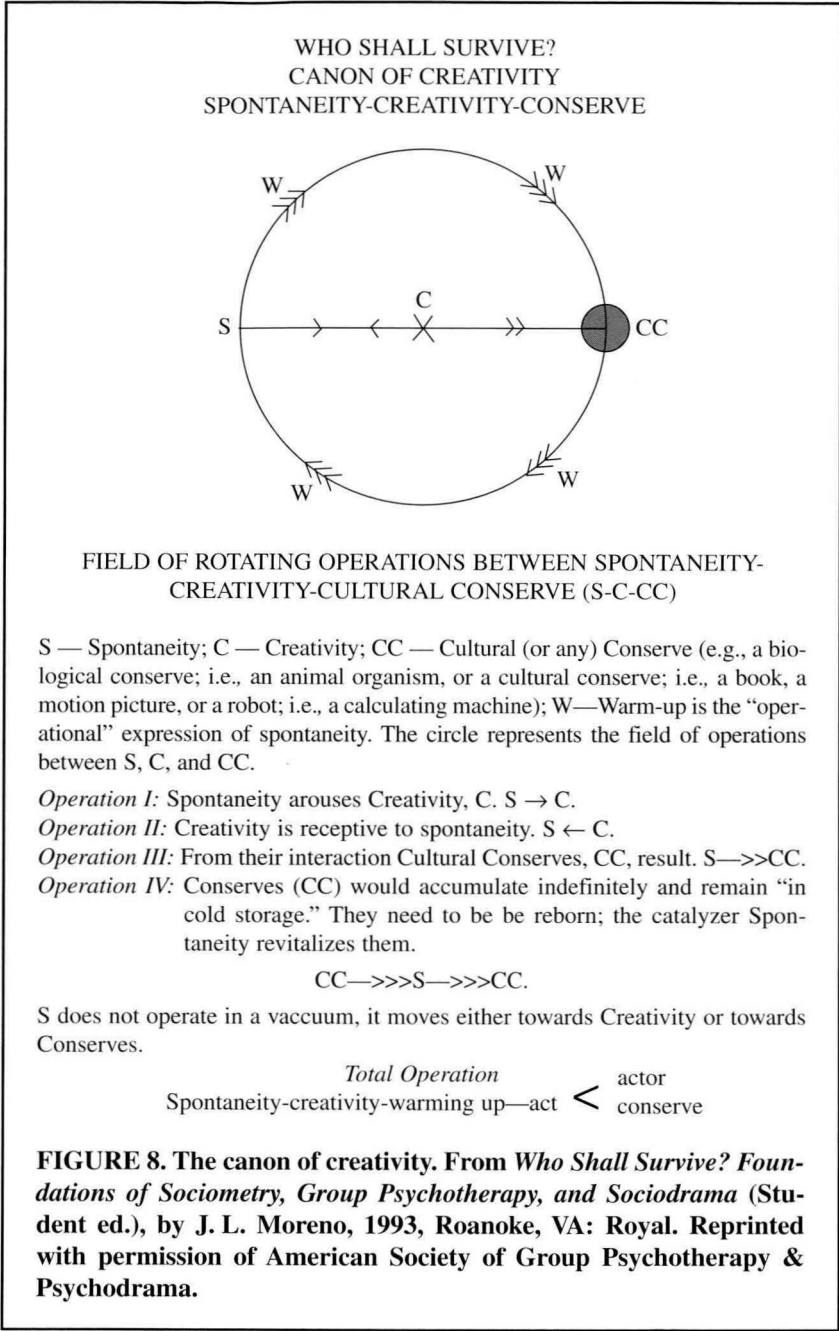 WHO SHALL SURVIVE?
CANON OF CREATIVITY
SPONTANEITY-CREATIVITY-CONSERVE
W
W
C
S
CC
W
W
FIELD OF ROTATING OPERATIONS BETWEEN SPONTANEITY-
CREATIVITY-CULTURAL CONSERVE (S-C-CC)
S — Spontaneity; C — Creativity; CC — Cultural (or any) Conserve (e.g., a bio-
logical conserve; i.e., an animal organism, or a cultural conserve; i.e., a book, a
motion picture, or a robot; i.e., a calculating machine); W—Warm-up is the “oper-
ational” expression of spontaneity. The circle represents the field of operations
between S, C, and CC.
Operation I: Spontaneity arouses Creativity, C. S → C.
Operation II: Creativity is receptive to spontaneity. S ← C.
Operation III: From their interaction Cultural Conserves, CC, result. S—>>CC.
Operation IV: Conserves (CC) would accumulate indefinitely and remain “in
cold storage.” They need to be be reborn; the catalyzer Spon-
taneity revitalizes them.
CC—>>>S—>>>CC.
S does not operate in a vaccuum, it moves either towards Creativity or towards
Conserves.
Total Operation
Spontaneity-creativity-warming up—act < actor
conserve
FIGURE 8. The canon of creativity. From Who Shall Survive? Foun-
dations of Sociometry, Group Psychotherapy, and Sociodrama (Stu-
dent ed.), by J. L. Moreno, 1993, Roanoke, VA: Royal. Reprinted
with permission of American Society of Group Psychotherapy &
Psychodrama.